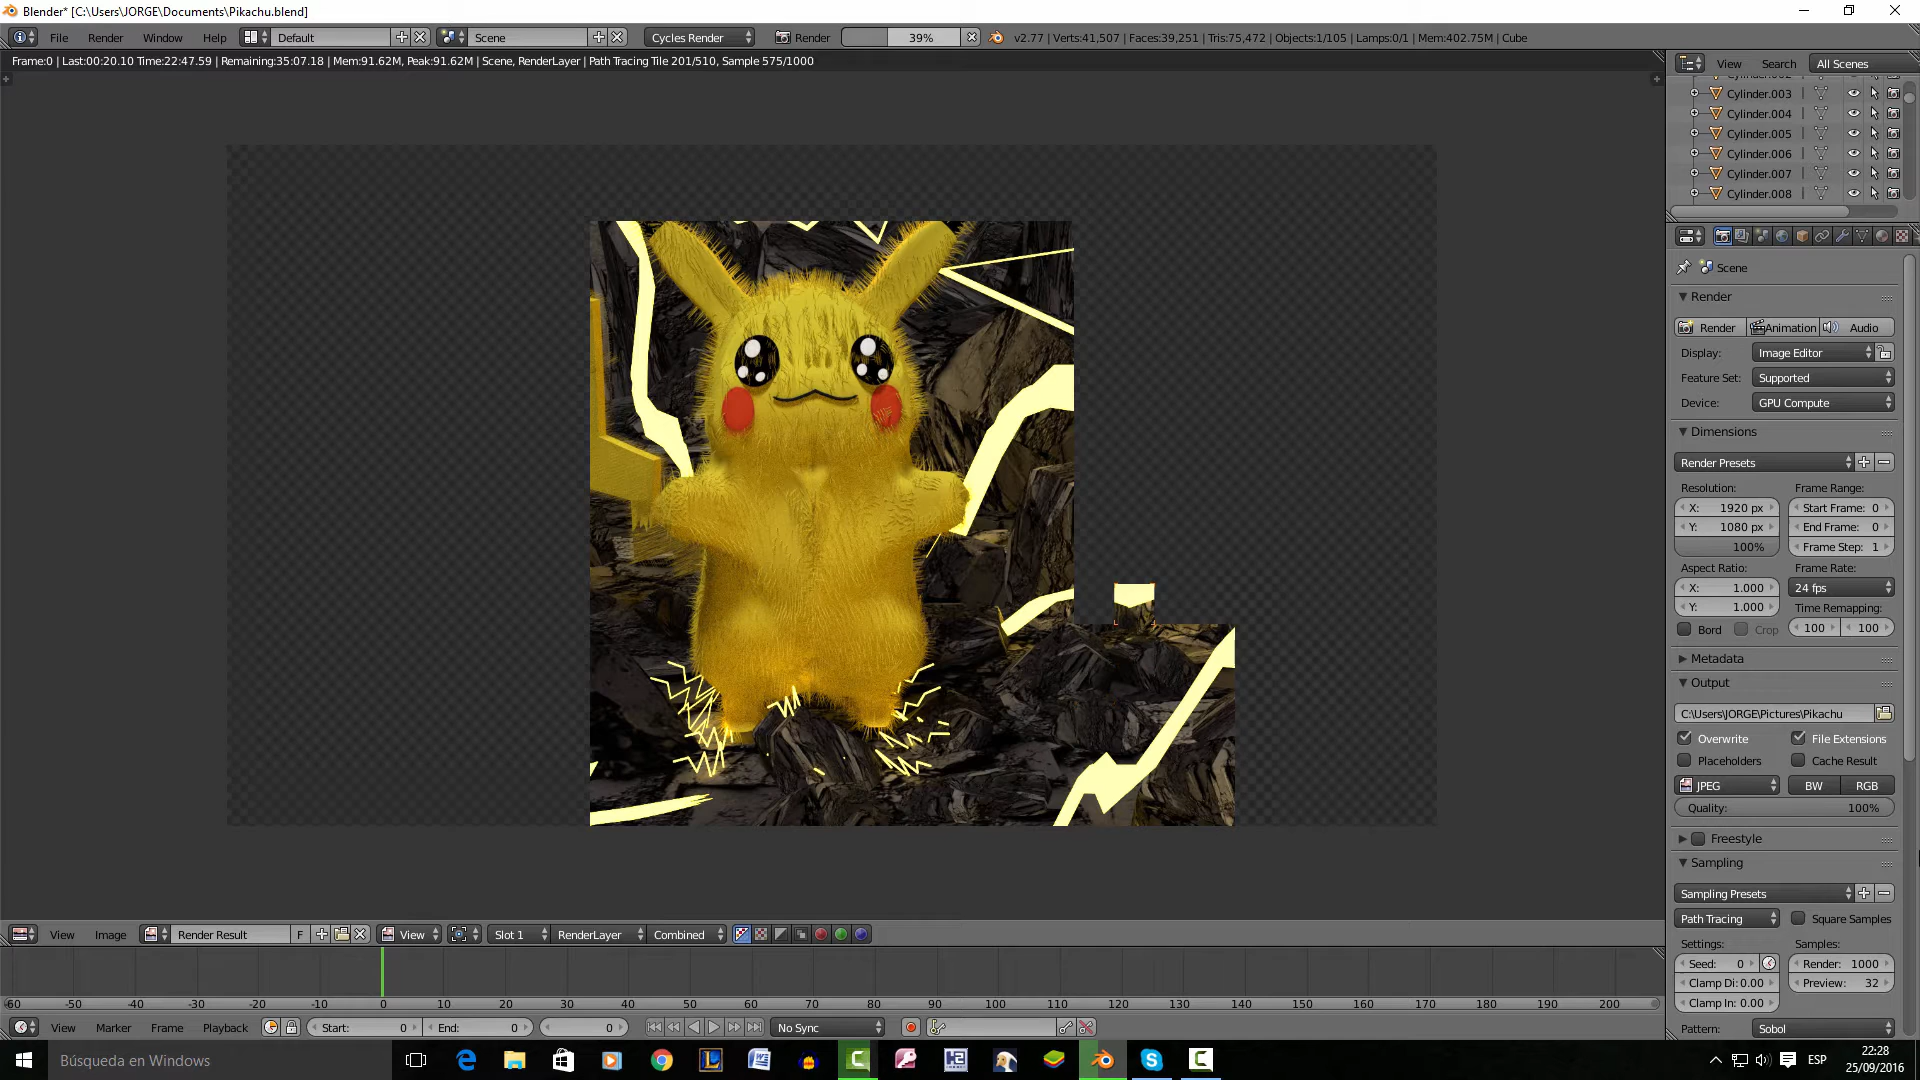 Blender* [C:\Users\JORGE\Documents\Pikachu.blend]
File Render Window Help Default Scene Cycles Render Render 39% v2.77 | Verts:41,507 | Faces:39,251 | Tris:75,472 | Objects:1/105 | Lamps:0/1 | Mem:402.75M | Cube
Frame:0 | Last:00:20.10 Time:22:47.59 | Remaining:35:07.18 | Mem:91.62M, Peak:91.62M | Scene, RenderLayer | Path Tracing Tile 201/510, Sample 575/1000
View Search All Scenes
Cylinder.003
Cylinder.004
Cylinder.005
Cylinder.006
Cylinder.007
Cylinder.008
Scene
Render
Render Animation Audio
Display: Image Editor
Feature Set: Supported
Device: GPU Compute
Dimensions
Render Presets
Resolution: Frame Range:
X: 1920 px Start Frame: 0
Y: 1080 px End Frame: 0
100% Frame Step: 1
Aspect Ratio: Frame Rate:
X: 1.000 24 fps
Y: 1.000 Time Remapping:
Bord Crop 100 100
Metadata
Output
C:\Users\JORGE\Pictures\Pikachu
Overwrite File Extensions
Placeholders Cache Result
JPEG BW RGB
Quality: 100%
Freestyle
Sampling
Sampling Presets
Path Tracing Square Samples
Settings: Samples:
Seed: 0 Render: 1000
Clamp Di: 0.00 Preview: 32
Clamp In: 0.00
Pattern: Sobol
View Image Render Result F View Slot 1 RenderLayer Combined
-60 -50 -40 -30 -20 -10 0 10 20 30 40 50 60 70 80 90 100 110 120 130 140 150 160 170 180 190 200
View Marker Frame Playback Start: 0 End: 0 0 No Sync
Búsqueda en Windows
ESP
22:28
25/09/2016